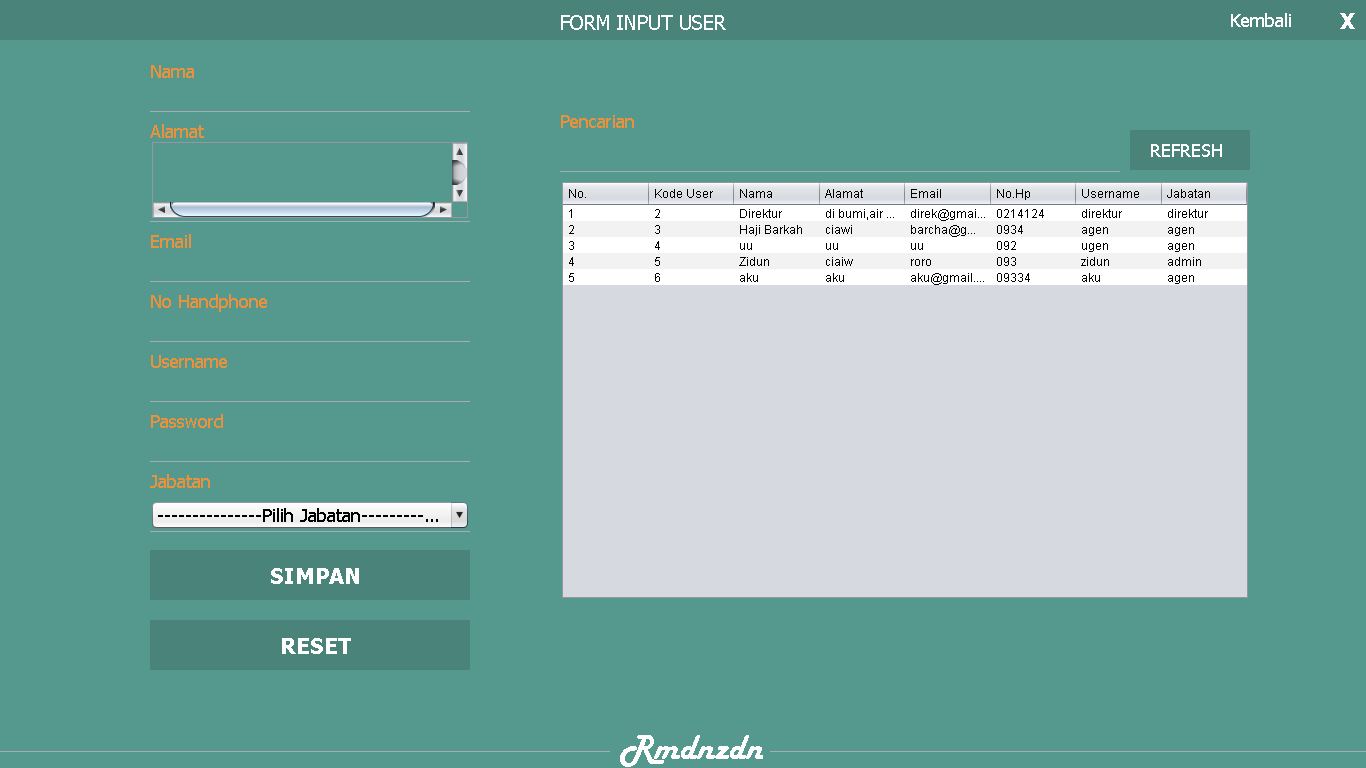 FORM INPUT USER
Kembali
X
Nama
Alamat
Email
No Handphone
Username
Password
Jabatan
---------------Pilih Jabatan---------...
SIMPAN
RESET
Pencarian
REFRESH
No. Kode User Nama Alamat Email No.Hp Username Jabatan
1 2 Direktur di bumi,air ... direk@gmai... 0214124 direktur direktur
2 3 Haji Barkah ciawi barcha@g... 0934 agen agen
3 4 uu uu uu 092 ugen agen
4 5 Zidun ciaiw roro 093 zidun admin
5 6 aku aku aku@gmail.... 09334 aku agen
Rmdnzdn